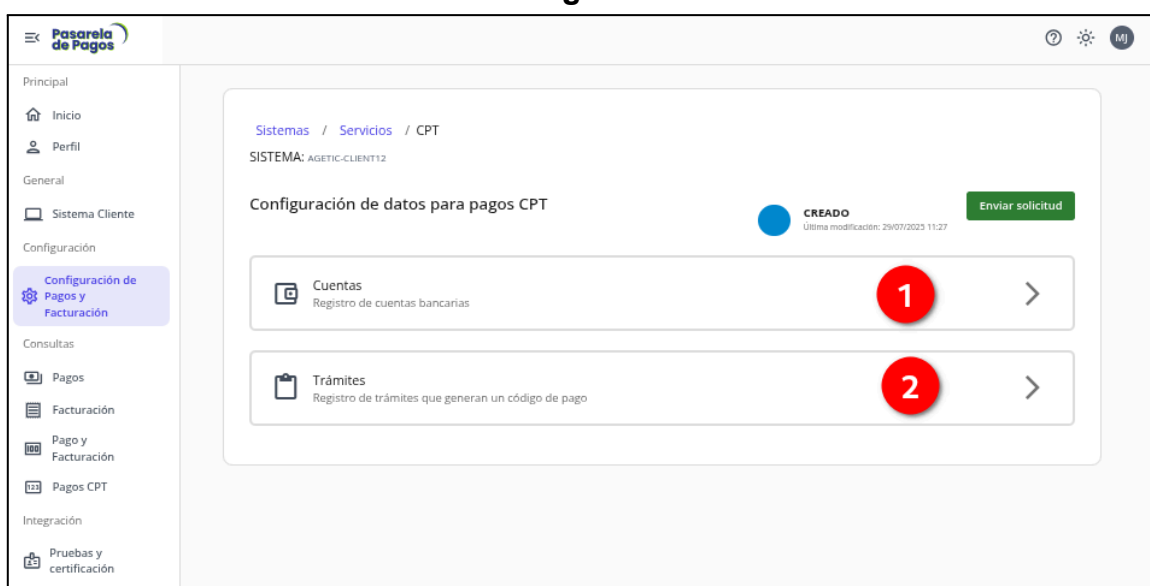 Pasarela
de Pagos
MJ
Principal
Inicio
Perfil
General
Sistema Cliente
Configuración
Configuración de
Pagos y
Facturación
Consultas
Pagos
Facturación
Pago y
Facturación
Pagos CPT
Integración
Pruebas y
certificación
Sistemas / Servicios / CPT
SISTEMA: AGETIC-CLIENT12
Configuración de datos para pagos CPT
CREADO
Última modificación: 29/07/2025 11:27
Enviar solicitud
Cuentas
Registro de cuentas bancarias
1
Trámites
Registro de trámites que generan un código de pago
2